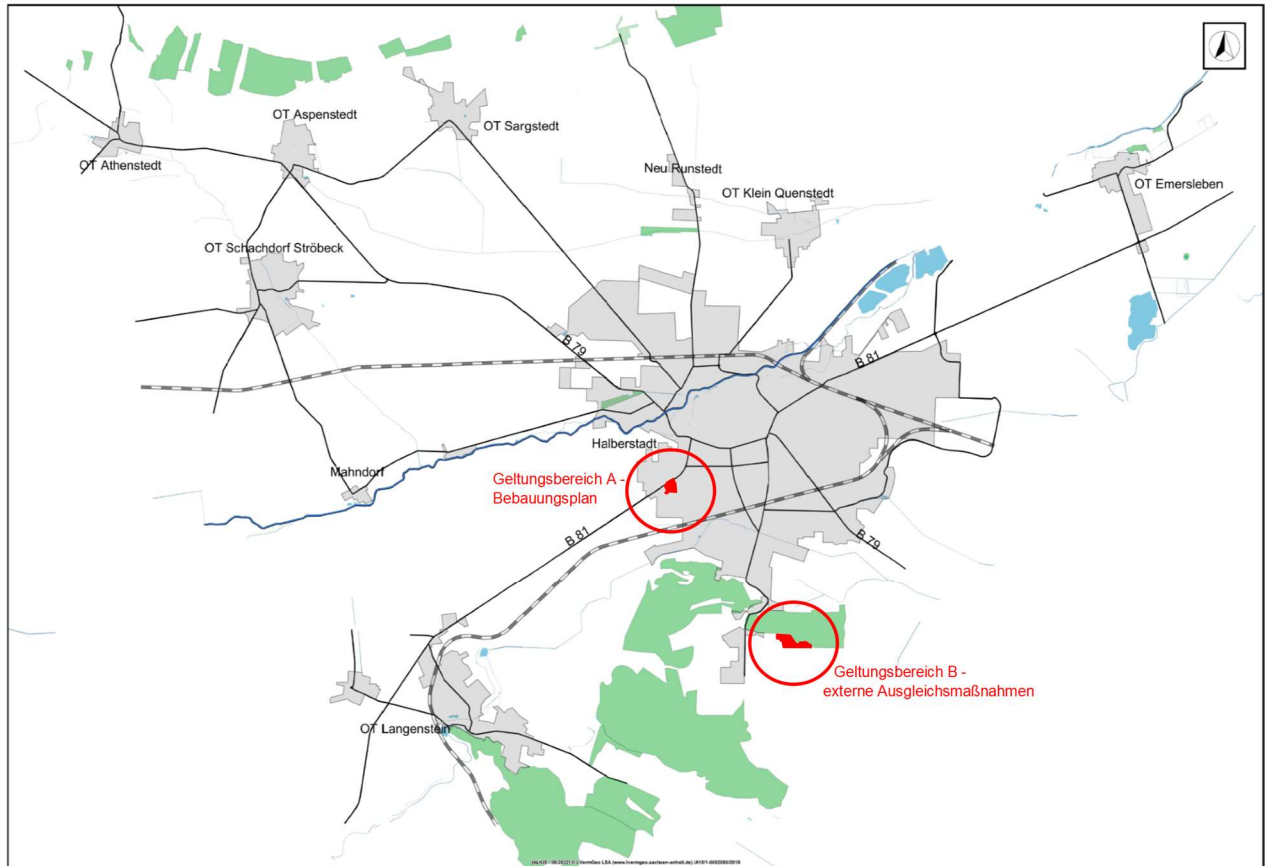 OT Aspenstedt
OT Sargstedt
OT Athenstedt
Neu Runstedt
OT Klein Quenstedt
OT Emersleben
OT Schachdorf Ströbeck
B 79
B 81
Halberstadt
Mahndorf
Geltungsbereich A -
Bebauungsplan
B 81
B 79
Geltungsbereich B -
externe Ausgleichsmaßnahmen
OT Langenstein